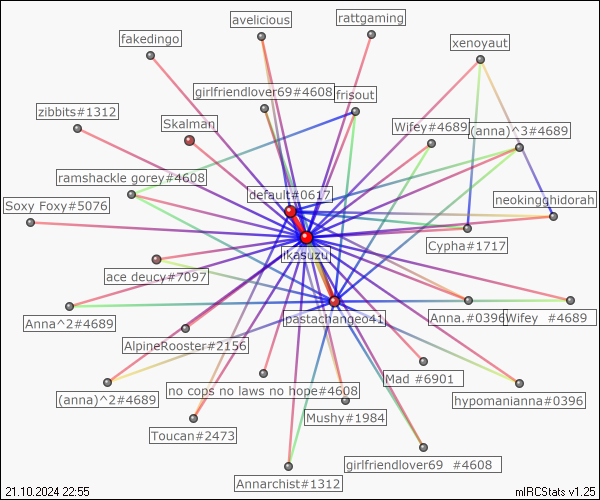 avelicious
rattgaming
fakedingo
xenoyaut
girlfriendlover69#4608
frisout
zibbits#1312
Skalman
Wifey#4689
(anna)^3#4689
ramshackle gorey#4608
default#0617
neokingghidorah
Soxy Foxy#5076
Cypha#1717
ikasuzu
ace deucy#7097
Anna^2#4689
pastachangeo41
Anna.#0396
Wifey #4689
AlpineRooster#2156
Mad #6901
no cops no laws no hope#4608
(anna)^2#4689
hypomanianna#0396
Mushy#1984
Toucan#2473
girlfriendlover69 #4608
Annarchist#1312
21.10.2024 22:55
mIRCStats v1.25